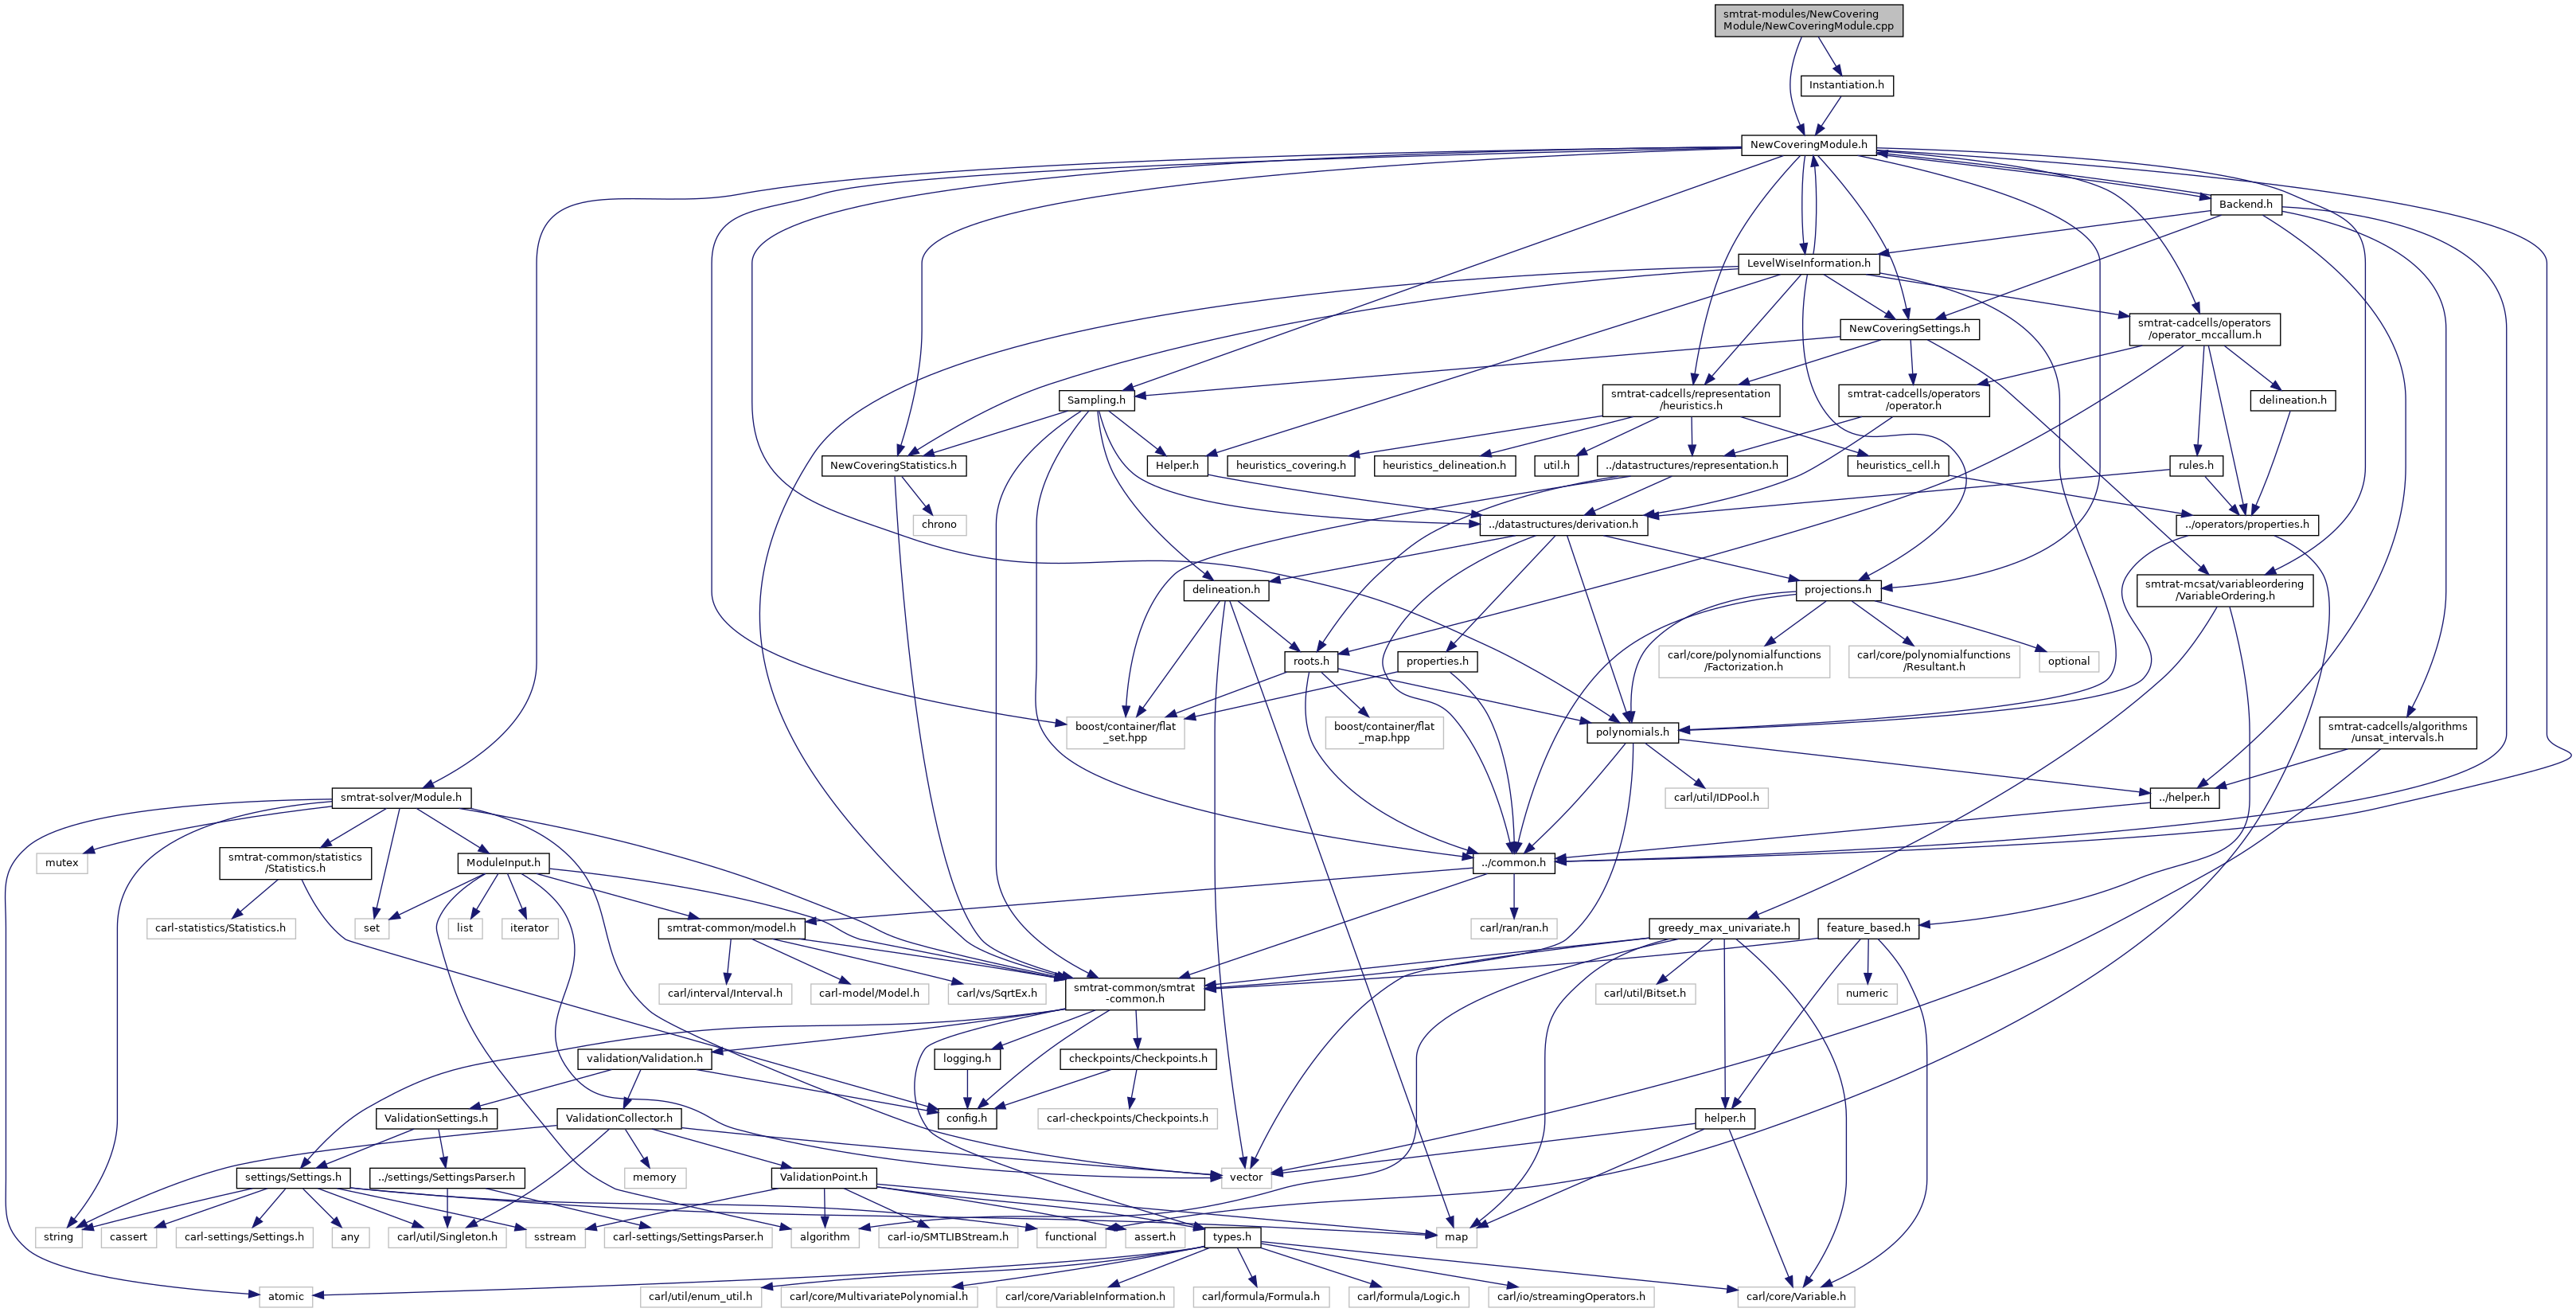 smtrat-modules/NewCovering
Module/NewCoveringModule.cpp
Instantiation.h
NewCoveringModule.h
Backend.h
LevelWiseInformation.h
NewCoveringSettings.h
smtrat-cadcells/operators
/operator_mccallum.h
Sampling.h
smtrat-cadcells/representation
/heuristics.h
smtrat-cadcells/operators
/operator.h
delineation.h
NewCoveringStatistics.h
Helper.h
heuristics_covering.h
heuristics_delineation.h
util.h
../datastructures/representation.h
heuristics_cell.h
rules.h
chrono
../datastructures/derivation.h
../operators/properties.h
delineation.h
projections.h
smtrat-mcsat/variableordering
/VariableOrdering.h
roots.h
properties.h
carl/core/polynomialfunctions
/Factorization.h
carl/core/polynomialfunctions
/Resultant.h
optional
boost/container/flat
_set.hpp
boost/container/flat
_map.hpp
polynomials.h
smtrat-cadcells/algorithms
/unsat_intervals.h
smtrat-solver/Module.h
carl/util/IDPool.h
../helper.h
mutex
smtrat-common/statistics
/Statistics.h
ModuleInput.h
../common.h
carl-statistics/Statistics.h
set
list
iterator
smtrat-common/model.h
carl/ran/ran.h
greedy_max_univariate.h
feature_based.h
carl/interval/Interval.h
carl-model/Model.h
carl/vs/SqrtEx.h
smtrat-common/smtrat
-common.h
carl/util/Bitset.h
numeric
validation/Validation.h
logging.h
checkpoints/Checkpoints.h
ValidationSettings.h
ValidationCollector.h
config.h
carl-checkpoints/Checkpoints.h
helper.h
settings/Settings.h
../settings/SettingsParser.h
memory
ValidationPoint.h
vector
string
cassert
carl-settings/Settings.h
any
carl/util/Singleton.h
sstream
carl-settings/SettingsParser.h
algorithm
carl-io/SMTLIBStream.h
functional
assert.h
types.h
map
atomic
carl/util/enum_util.h
carl/core/MultivariatePolynomial.h
carl/core/VariableInformation.h
carl/formula/Formula.h
carl/formula/Logic.h
carl/io/streamingOperators.h
carl/core/Variable.h